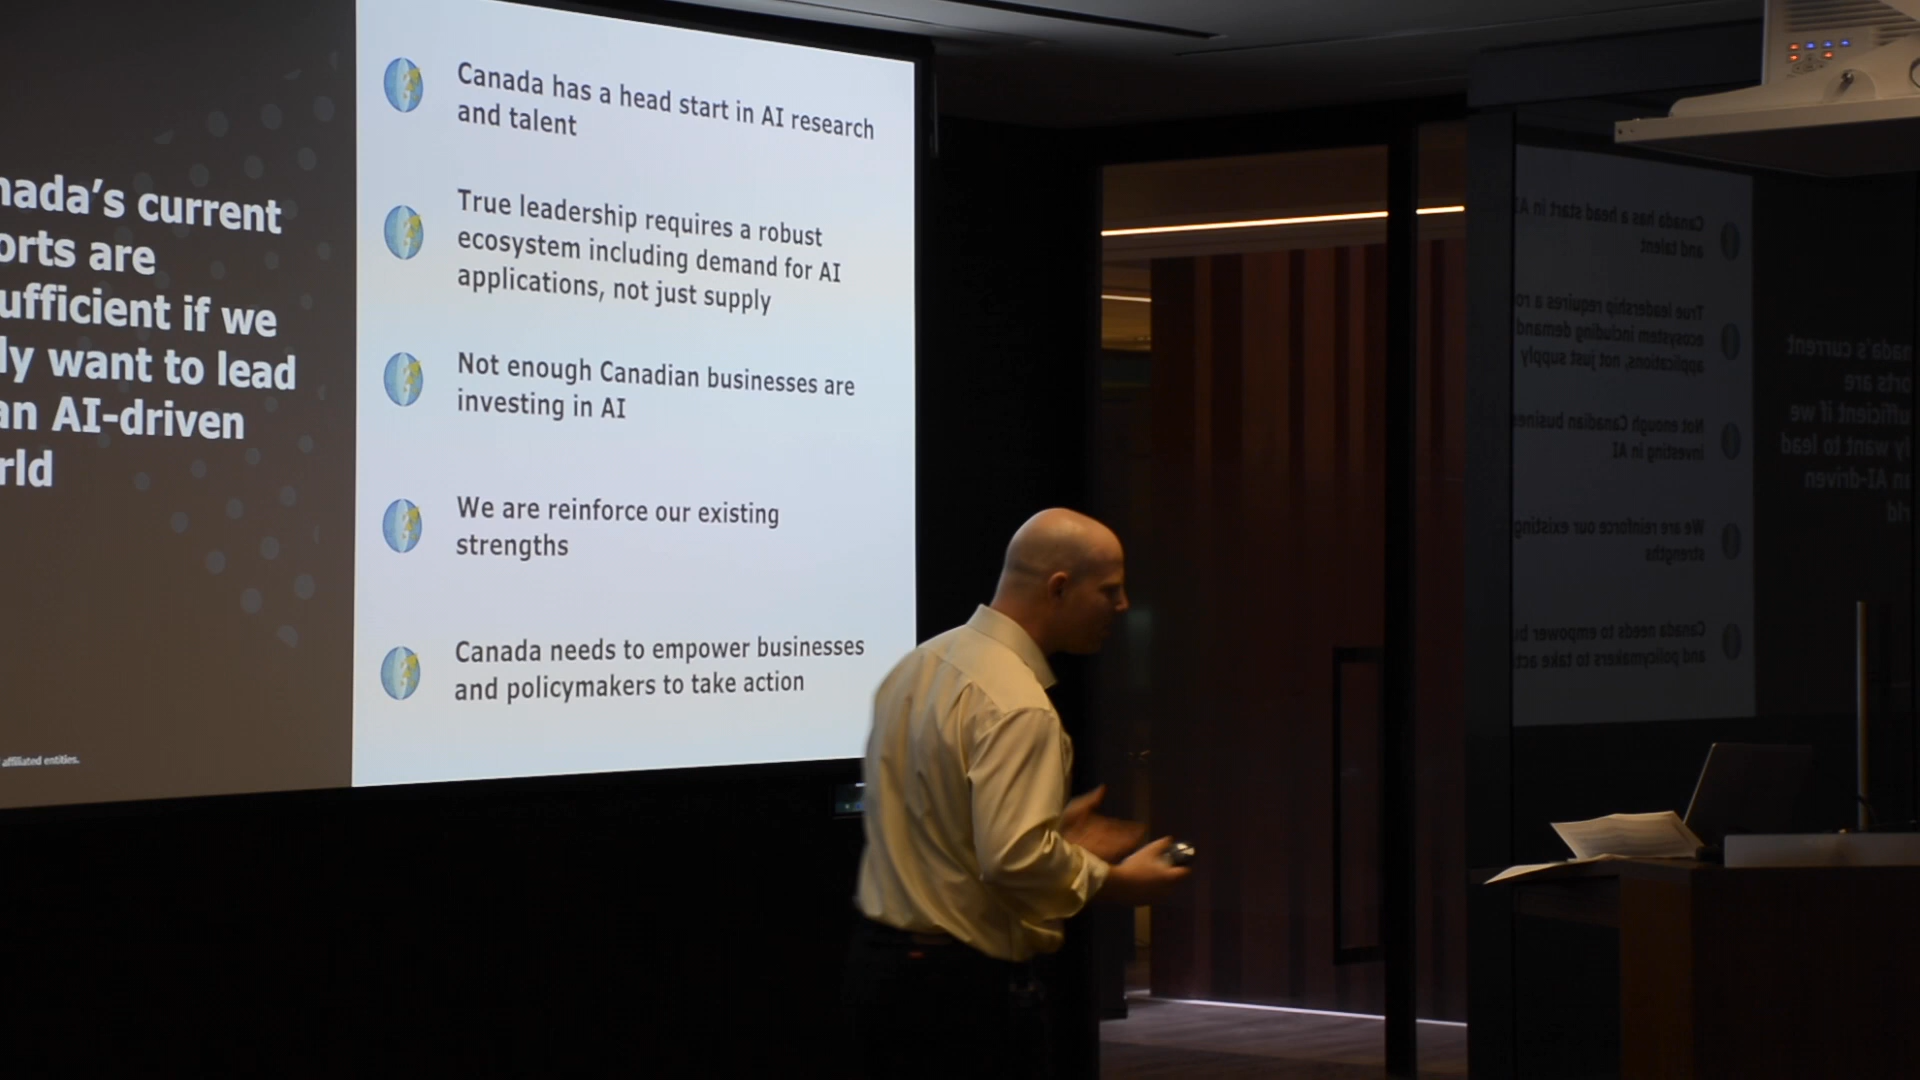 nada's current
orts are
ufficient if we
ly want to lead
an AI-driven
rld
affiliated entities.
Canada has a head start in AI research
and talent
True leadership requires a robust
ecosystem including demand for AI
applications, not just supply
Not enough Canadian businesses are
investing in AI
We are reinforce our existing
strengths
Canada needs to empower businesses
and policymakers to take action